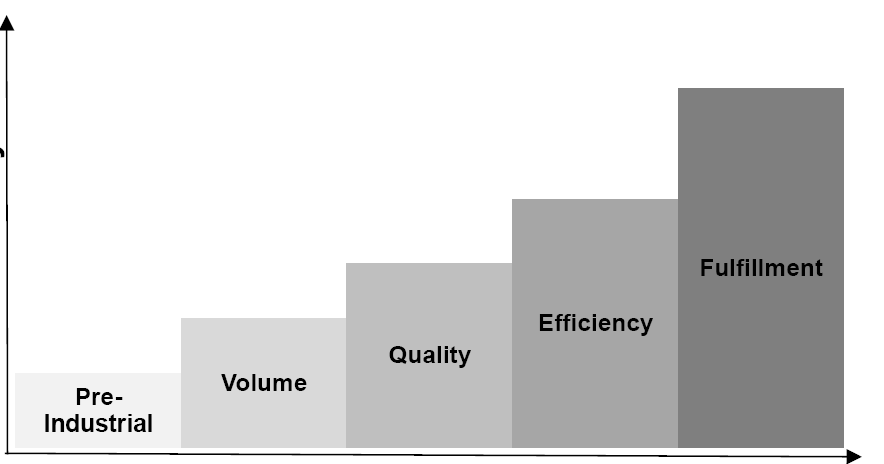 Pre-
Industrial
Volume
Quality
Efficiency
Fulfillment